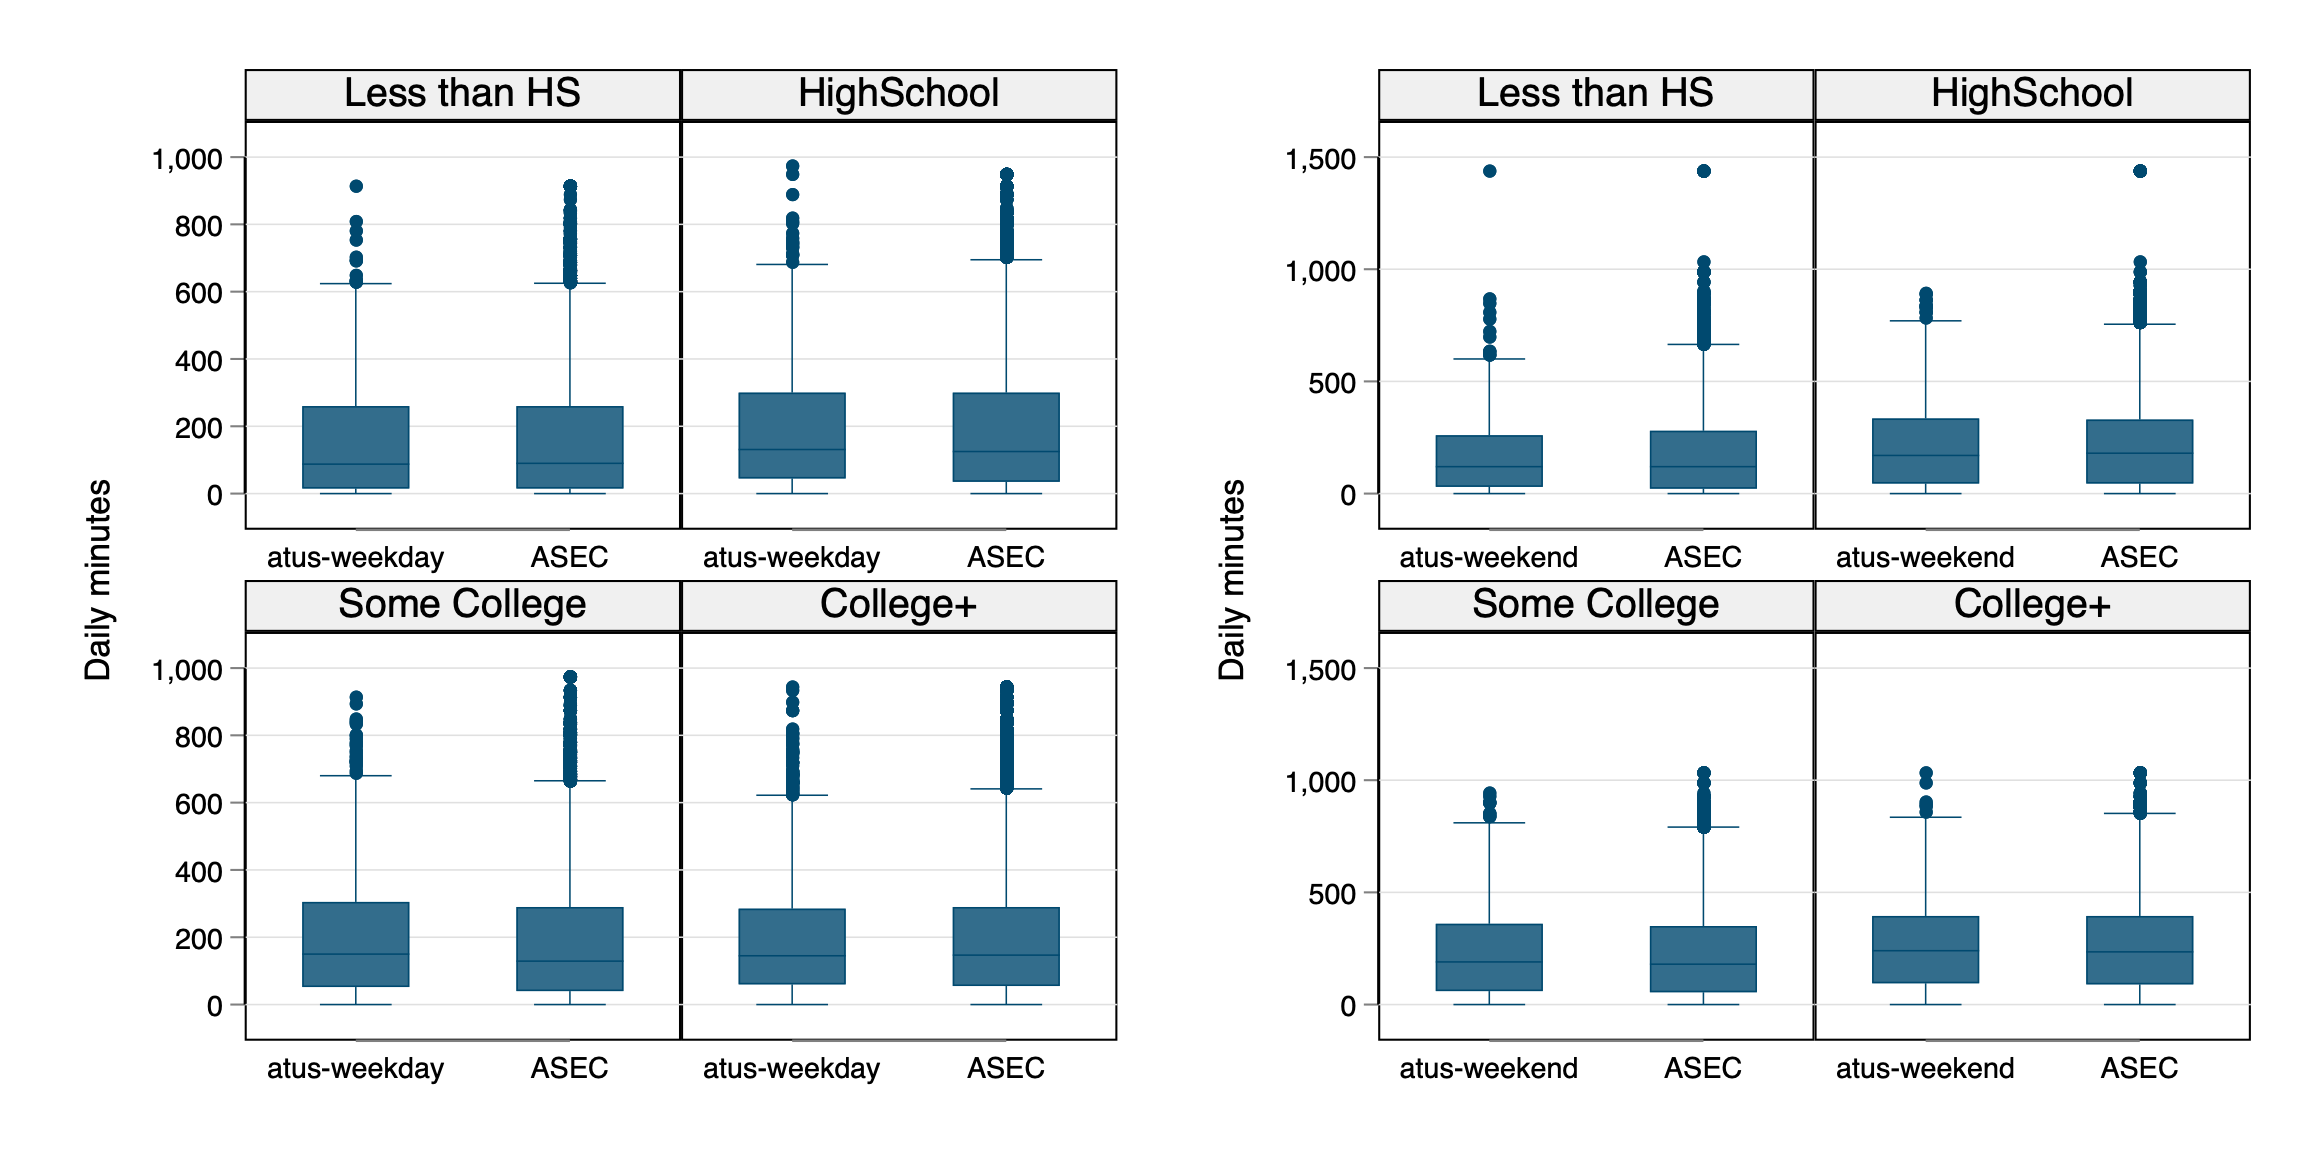 Less than HS
HighSchool
1,000
800
600
400
200
0
atus-weekday
ASEC
atus-weekday
ASEC
Some College
College+
1,000
800
600
400
200
0
atus-weekday
ASEC
atus-weekday
ASEC
Daily minutes
Less than HS
HighSchool
1,500
1,000
500
0
atus-weekend
ASEC
atus-weekend
ASEC
Some College
College+
1,500
1,000
500
0
atus-weekend
ASEC
atus-weekend
ASEC
Daily minutes